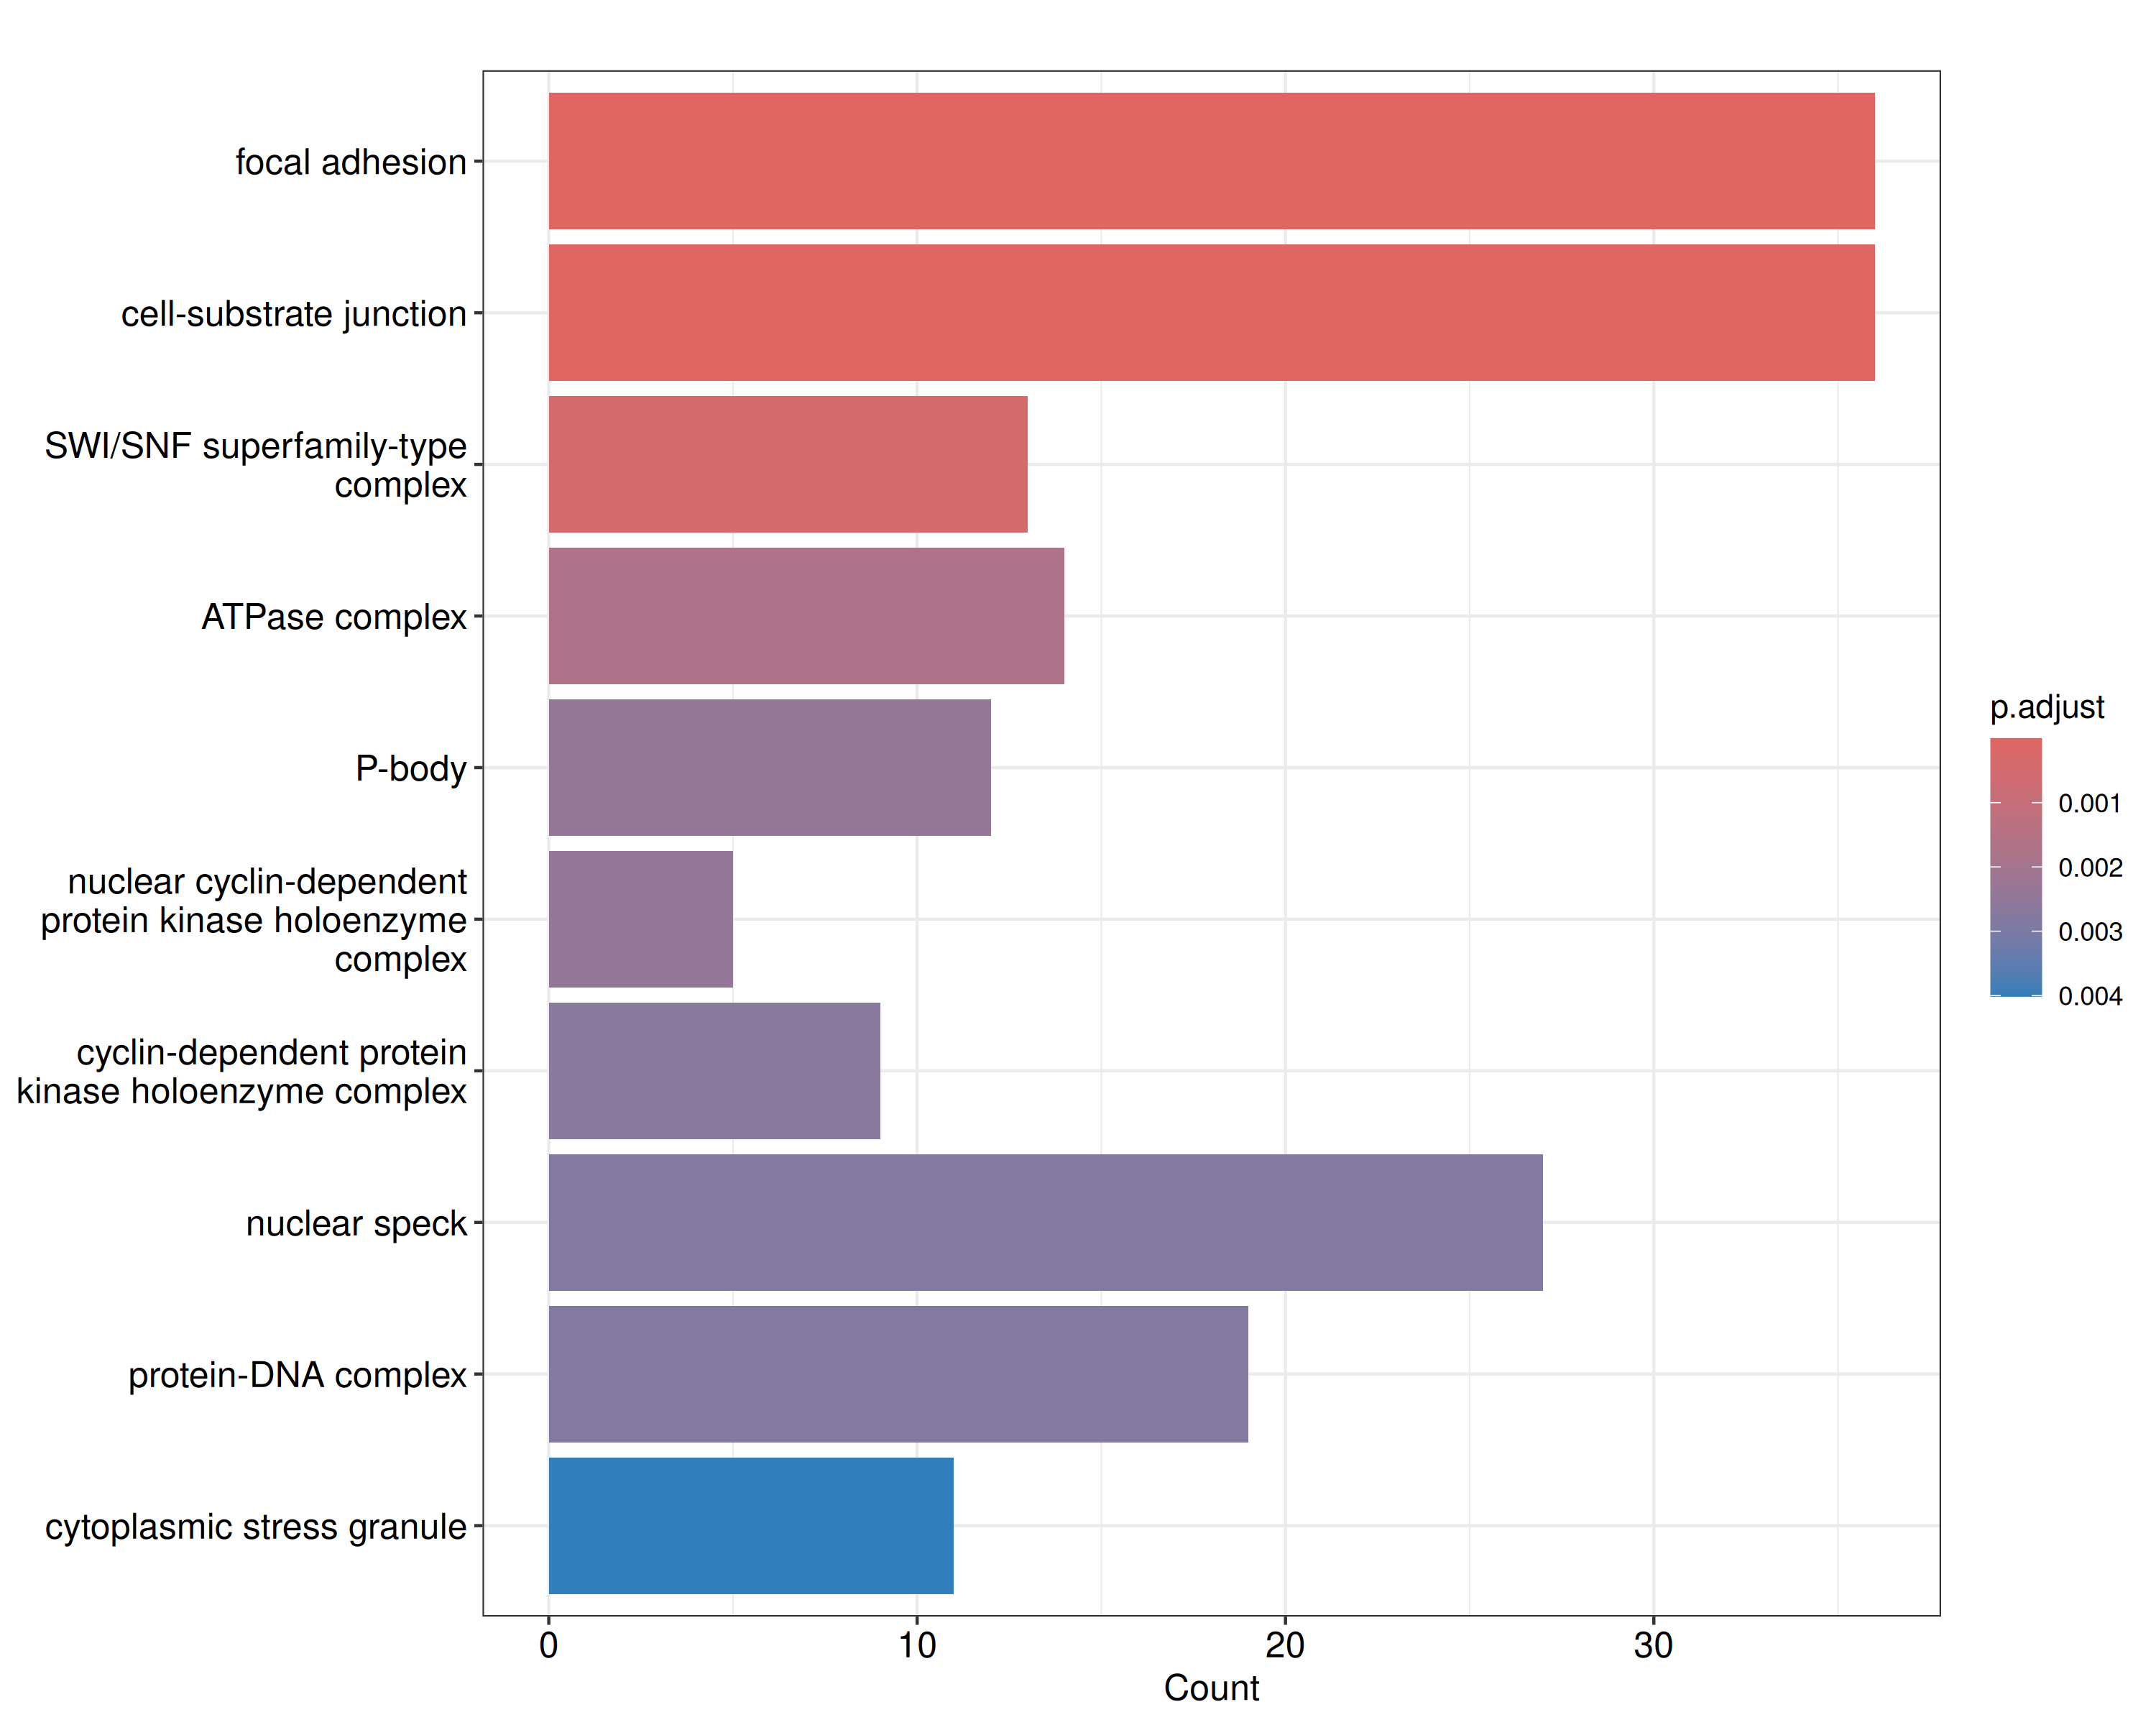 focal adhesion
cell-substrate junction
SWI/SNF superfamily-type
complex
ATPase complex
P-body
nuclear cyclin-dependent
protein kinase holoenzyme
complex
cyclin-dependent protein
kinase holoenzyme complex
nuclear speck
protein-DNA complex
cytoplasmic stress granule
0 10 20 30
Count
p.adjust
0.001
0.002
0.003
0.004